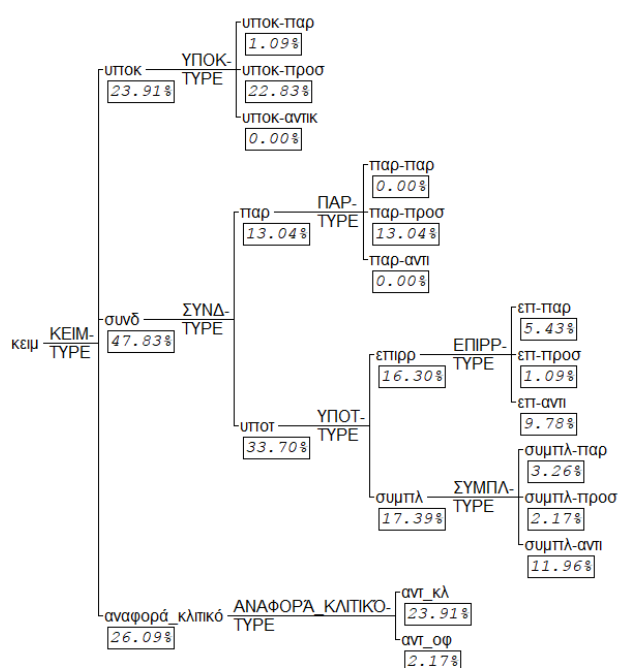 υποκ-παρ
1.09%
υποκ ΥΠΟΚ-TYPE υποκ-προσ
23.91% 22.83%
υποκ-αντικ
0.00%
παρ-παρ
0.00%
παρ ΠΑΡ-TYPE παρ-προσ
13.04% 13.04%
παρ-αντι
0.00%
συνδ ΣΥΝΔ-TYPE
47.83%
κειμ ΚΕΙΜ-TYPE
επ-παρ
5.43%
επιρρ ΕΠΙΡΡ-TYPE επ-προσ
16.30% 1.09%
επ-αντι
9.78%
υποτ ΥΠΟΤ-TYPE
33.70%
συμπλ-παρ
3.26%
συμπλ ΣΥΜΠΛ-TYPE συμπλ-προσ
17.39% 2.17%
συμπλ-αντι
11.96%
αντ_κλ
23.91%
αναφορά_κλιτικό ΑΝΑΦΟΡΆ_ΚΛΙΤΙΚΌ-TYPE
26.09%
αντ_οφ
2.17%